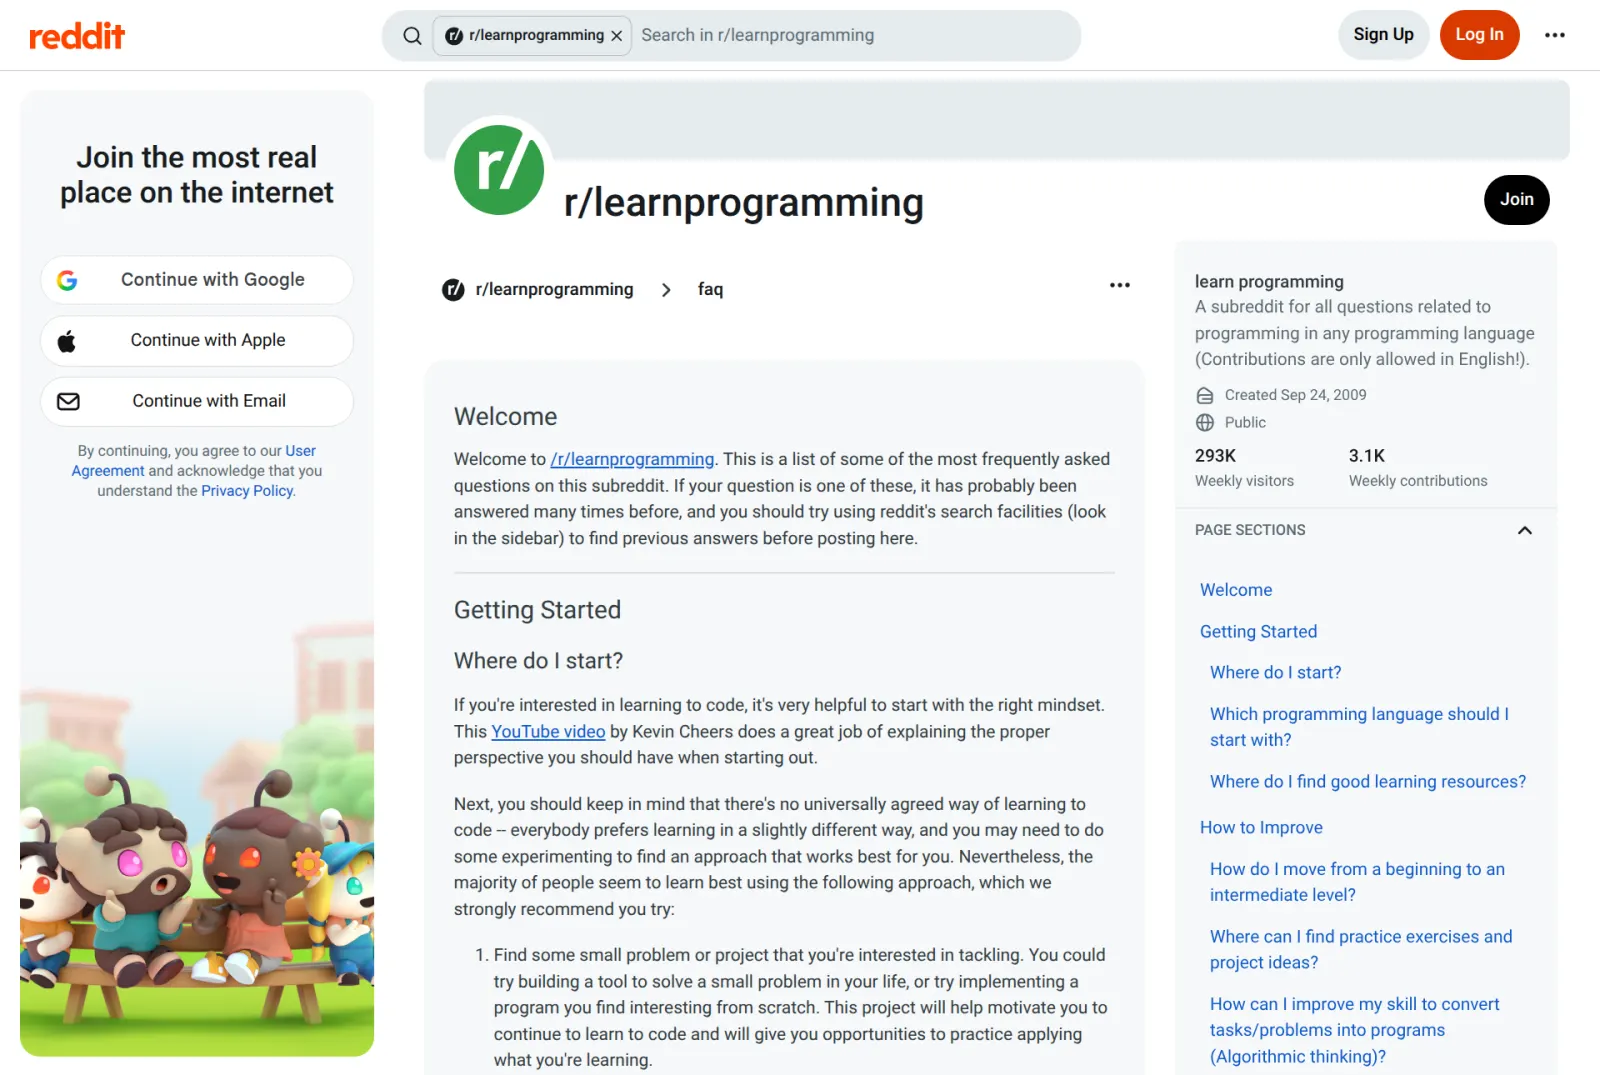 reddit
r/learnprogramming
Search in r/learnprogramming
Sign Up
Log In
Join the most real
place on the internet
Continue with Google
Continue with Apple
Continue with Email
By continuing, you agree to our User
Agreement and acknowledge that you
understand the Privacy Policy.
r/
r/learnprogramming
Join
r/learnprogramming
faq
Welcome
Welcome to /r/learnprogramming. This is a list of some of the most frequently asked
questions on this subreddit. If your question is one of these, it has probably been
answered many times before, and you should try using reddit's search facilities (look
in the sidebar) to find previous answers before posting here.
Getting Started
Where do I start?
If you're interested in learning to code, it's very helpful to start with the right mindset.
This YouTube video by Kevin Cheers does a great job of explaining the proper
perspective you should have when starting out.
Next, you should keep in mind that there's no universally agreed way of learning to
code -- everybody prefers learning in a slightly different way, and you may need to do
some experimenting to find an approach that works best for you. Nevertheless, the
majority of people seem to learn best using the following approach, which we
strongly recommend you try:
1. Find some small problem or project that you're interested in tackling. You could
try building a tool to solve a small problem in your life, or try implementing a
program you find interesting from scratch. This project will help motivate you to
continue to learn to code and will give you opportunities to practice applying
what you're learning.
learn programming
A subreddit for all questions related to
programming in any programming language
(Contributions are only allowed in English!).
Created Sep 24, 2009
Public
293K
Weekly visitors
3.1K
Weekly contributions
PAGE SECTIONS
Welcome
Getting Started
Where do I start?
Which programming language should I
start with?
Where do I find good learning resources?
How to Improve
How do I move from a beginning to an
intermediate level?
Where can I find practice exercises and
project ideas?
How can I improve my skill to convert
tasks/problems into programs
(Algorithmic thinking)?